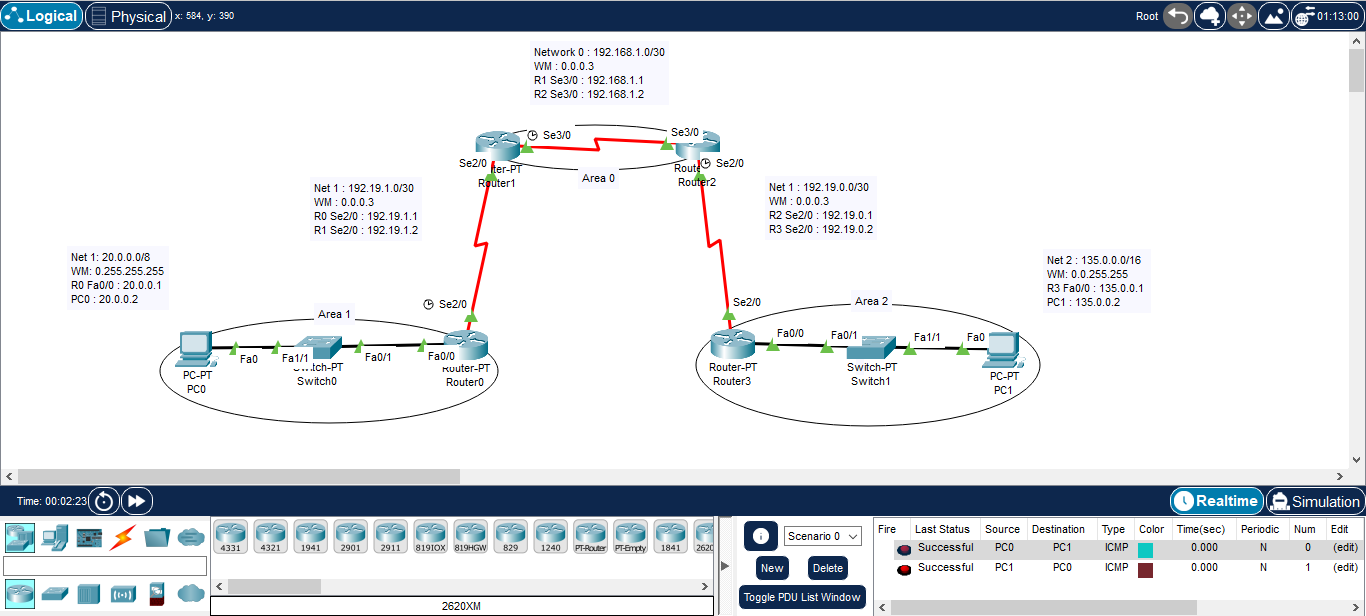 Logical
Physical
x: 584, y: 390
Root
01:13:00
Network 0 : 192.168.1.0/30
WM : 0.0.0.3
R1 Se3/0 : 192.168.1.1
R2 Se3/0 : 192.168.1.2
Se3/0
Se3/0
Se2/0
Se2/0
ter-PT
Router1
Area 0
Route
Router2
Net 1 : 192.19.1.0/30
WM : 0.0.0.3
R0 Se2/0 : 192.19.1.1
R1 Se2/0 : 192.19.1.2
Net 1 : 192.19.0.0/30
WM : 0.0.0.3
R2 Se2/0 : 192.19.0.1
R3 Se2/0 : 192.19.0.2
Net 1: 20.0.0.0/8
WM: 0.255.255.255
R0 Fa0/0 : 20.0.0.1
PC0 : 20.0.0.2
Net 2 : 135.0.0.0/16
WM: 0.0.255.255
R3 Fa0/0 : 135.0.0.1
PC1 : 135.0.0.2
Se2/0
Area 1
Fa0
Fa1/1
Fa0/1
Fa0/0
PC-PT
PC0
Switch-PT
Switch0
Router-PT
Router0
Se2/0
Area 2
Fa0/0
Fa0/1
Fa1/1
Fa0
Router-PT
Router3
Switch-PT
Switch1
PC-PT
PC1
Time: 00:02:23
Realtime
Simulation
4331
4321
1941
2901
2911
819IOX
819HGW
829
1240
PT-Router
PT-Empty
1841
2620
2620XM
Scenario 0
New
Delete
Toggle PDU List Window
Fire Last Status Source Destination Type Color Time(sec) Periodic Num Edit
Successful PC0 PC1 ICMP 0.000 N 0 (edit)
Successful PC1 PC0 ICMP 0.000 N 1 (edit)